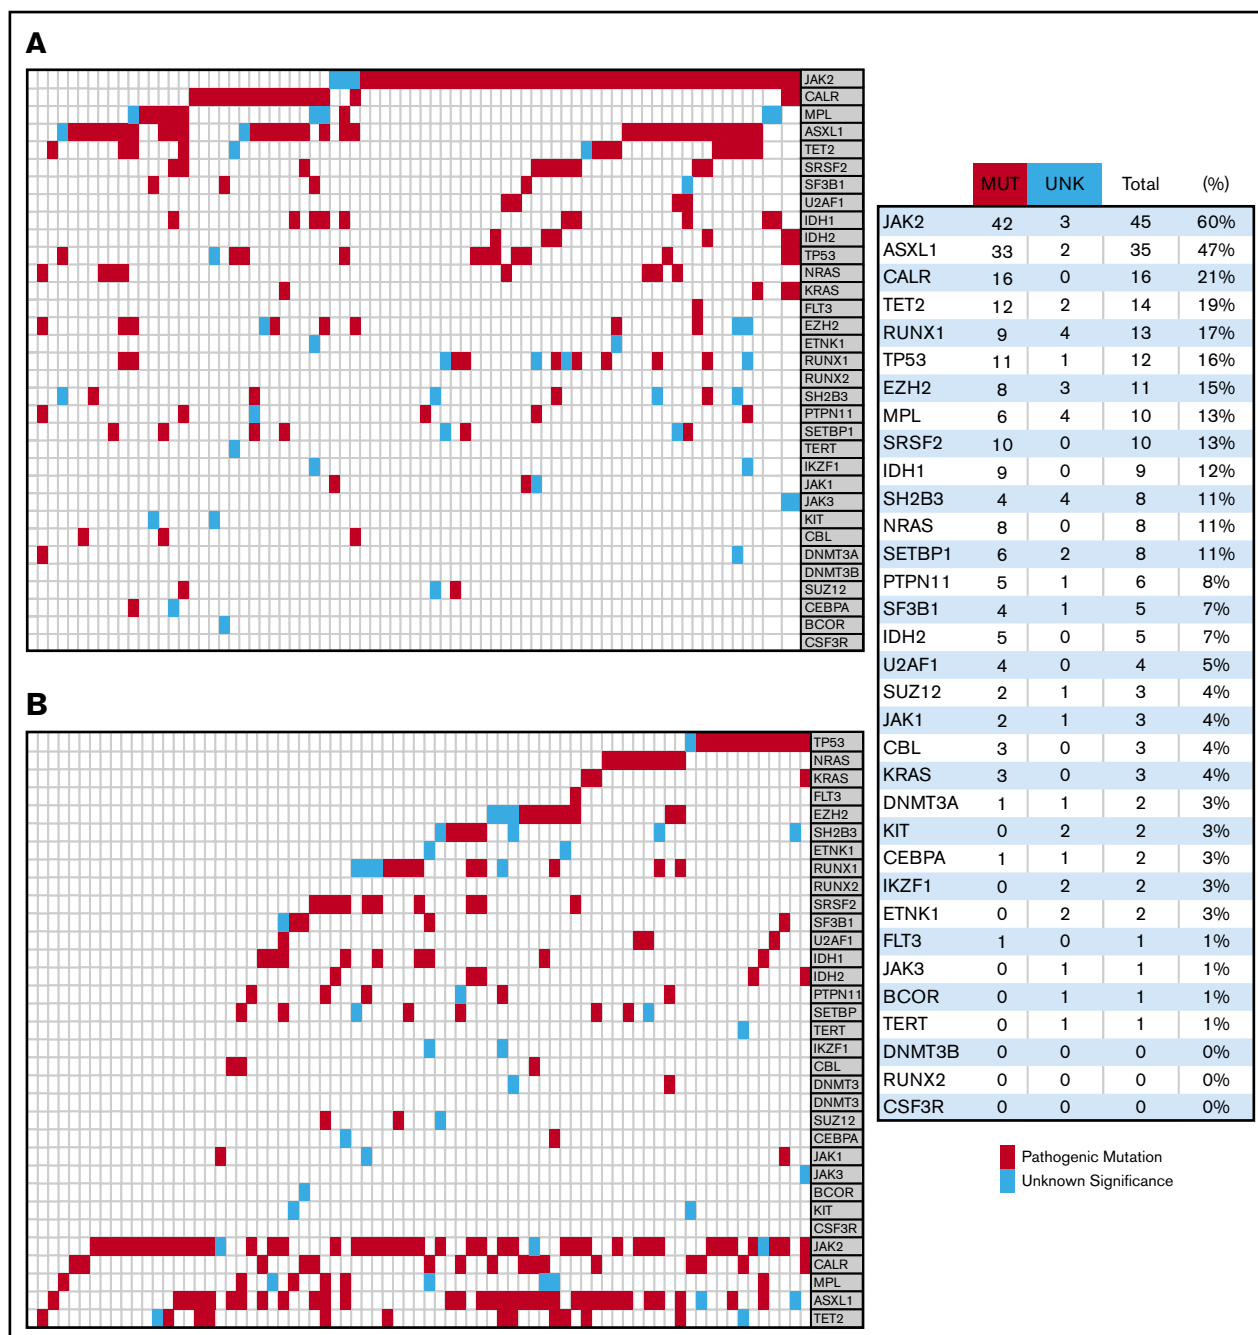 A
JAK2
CALR
MPL
ASXL1
TET2
SRSF2
SF3B1
U2AF1
IDH1
IDH2
TP53
NRAS
KRAS
FLT3
EZH2
ETNK1
RUNX1
RUNX2
SH2B3
PTPN11
SETBP1
TERT
IKZF1
JAK1
JAK3
KIT
CBL
DNMT3A
DNMT3B
SUZ12
CEBPA
BCOR
CSF3R
B
TP53
NRAS
KRAS
FLT3
EZH2
SH2B3
ETNK1
RUNX1
RUNX2
SRSF2
SF3B1
U2AF1
IDH1
IDH2
PTPN11
SETBP
TERT
IKZF1
CBL
DNMT3
DNMT3
SUZ12
CEBPA
JAK1
JAK3
BCOR
KIT
CSF3R
JAK2
CALR
MPL
ASXL1
TET2
MUT UNK Total (%)
JAK2 42 3 45 60%
ASXL1 33 2 35 47%
CALR 16 0 16 21%
TET2 12 2 14 19%
RUNX1 9 4 13 17%
TP53 11 1 12 16%
EZH2 8 3 11 15%
MPL 6 4 10 13%
SRSF2 10 0 10 13%
IDH1 9 0 9 12%
SH2B3 4 4 8 11%
NRAS 8 0 8 11%
SETBP1 6 2 8 11%
PTPN11 5 1 6 8%
SF3B1 4 1 5 7%
IDH2 5 0 5 7%
U2AF1 4 0 4 5%
SUZ12 2 1 3 4%
JAK1 2 1 3 4%
CBL 3 0 3 4%
KRAS 3 0 3 4%
DNMT3A 1 1 2 3%
KIT 0 2 2 3%
CEBPA 1 1 2 3%
IKZF1 0 2 2 3%
ETNK1 0 2 2 3%
FLT3 1 0 1 1%
JAK3 0 1 1 1%
BCOR 0 1 1 1%
TERT 0 1 1 1%
DNMT3B 0 0 0 0%
RUNX2 0 0 0 0%
CSF3R 0 0 0 0%
Pathogenic Mutation
Unknown Significance